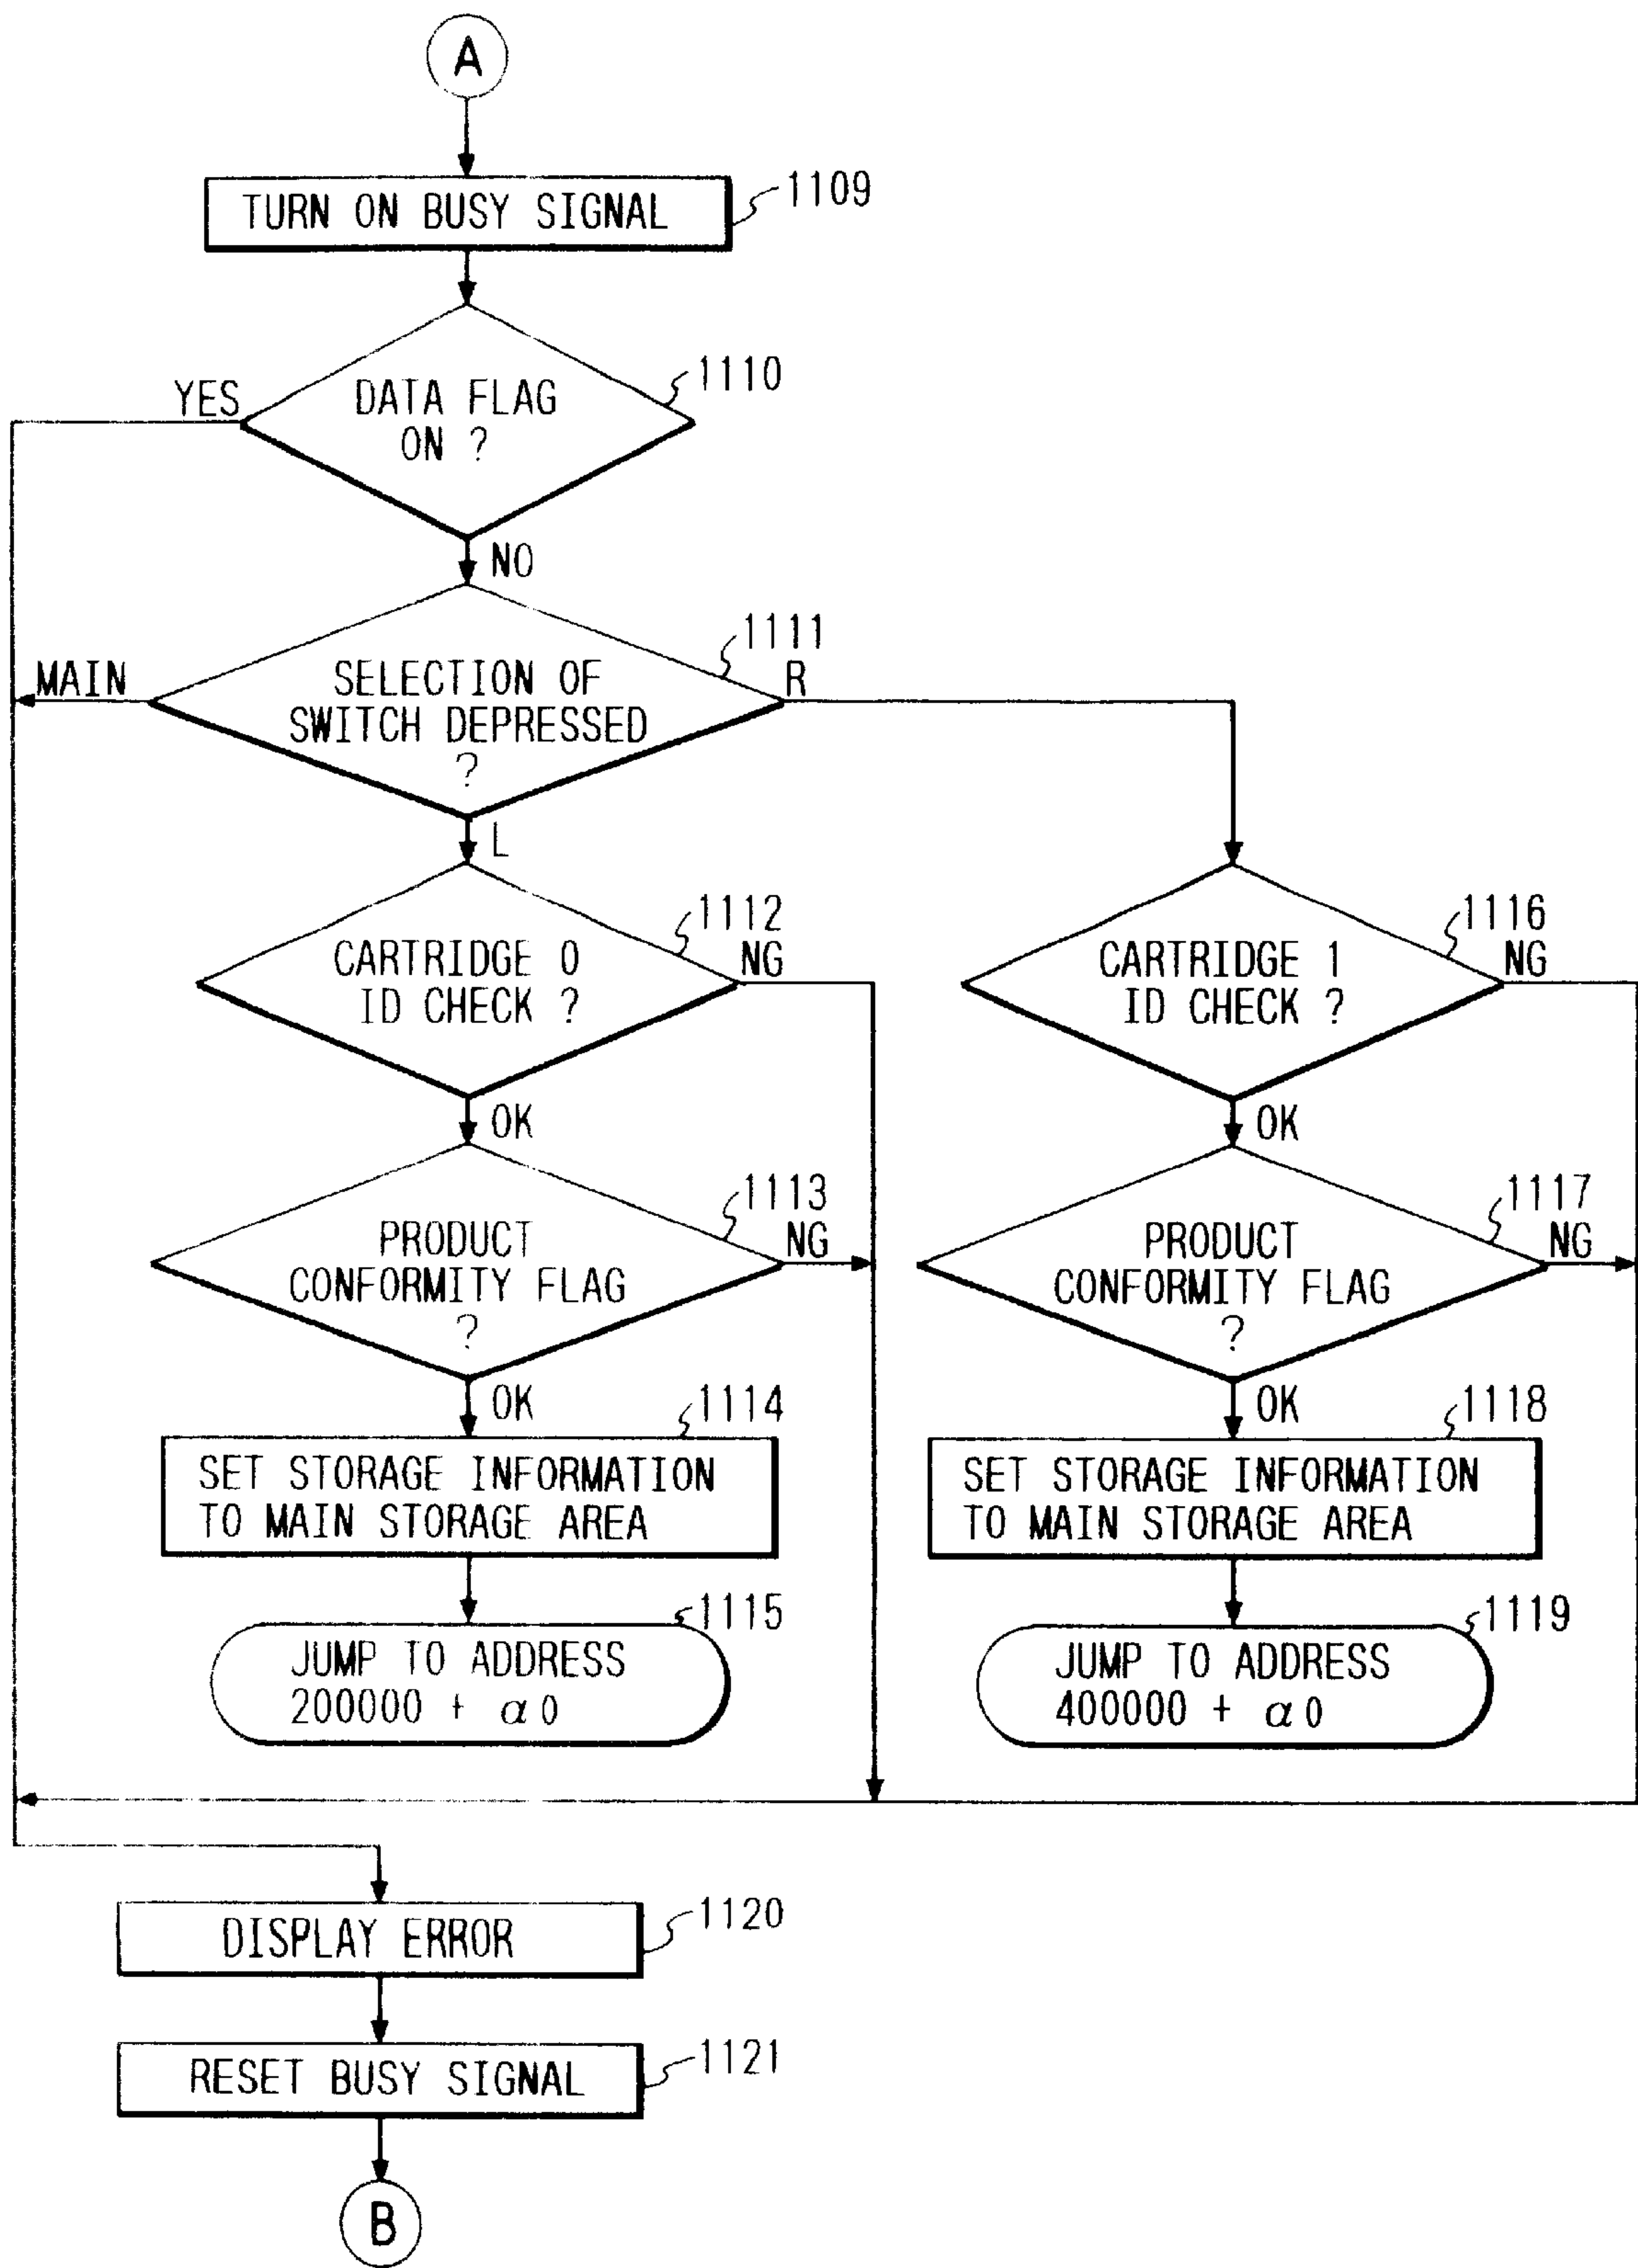 A
TURN ON BUSY SIGNAL
1109
DATA FLAG
ON ?
1110
YES
NO
SELECTION OF
SWITCH DEPRESSED
?
1111
MAIN
R
L
CARTRIDGE 0
ID CHECK ?
1112
NG
OK
CARTRIDGE 1
ID CHECK ?
1116
NG
OK
PRODUCT
CONFORMITY FLAG
?
1113
NG
OK
PRODUCT
CONFORMITY FLAG
?
1117
NG
OK
SET STORAGE INFORMATION
TO MAIN STORAGE AREA
1114
SET STORAGE INFORMATION
TO MAIN STORAGE AREA
1118
JUMP TO ADDRESS
200000 + α0
1115
JUMP TO ADDRESS
400000 + α0
1119
DISPLAY ERROR
1120
RESET BUSY SIGNAL
1121
B